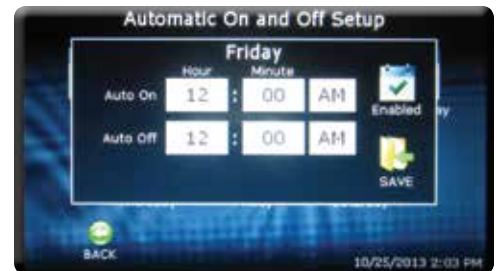 Automatic On and Off Setup
Friday
Hour Minute
Auto On 12 : 00 AM
Enabled
Auto Off 12 : 00 AM
SAVE
BACK
10/25/2013 2:03 PM